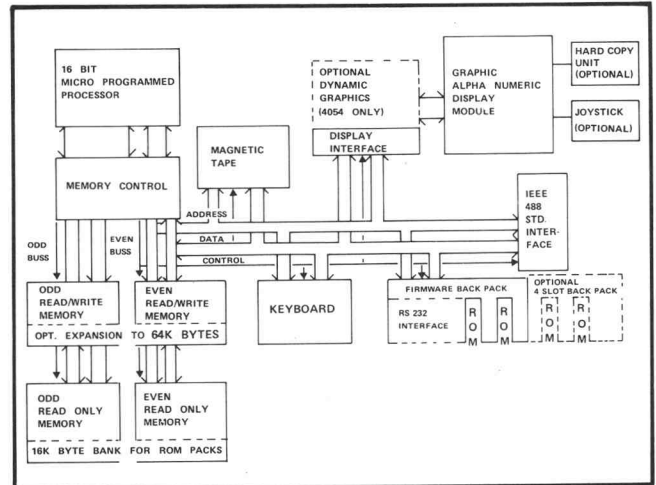 16 BIT
MICRO PROGRAMMED
PROCESSOR
OPTIONAL
DYNAMIC
GRAPHICS
(4054 ONLY)
DISPLAY
INTERFACE
GRAPHIC
ALPHA NUMERIC
DISPLAY
MODULE
HARD COPY
UNIT
(OPTIONAL)
JOYSTICK
(OPTIONAL)
MAGNETIC
TAPE
MEMORY CONTROL
ADDRESS
DATA
CONTROL
IEEE
488
STD.
INTER-
FACE
ODD
BUSS
EVEN
BUSS
ODD
READ/WRITE
MEMORY
EVEN
READ/WRITE
MEMORY
OPT. EXPANSION TO 64K BYTES
KEYBOARD
FIRMWARE BACK PACK
RS 232
INTERFACE
ROM
ROM
OPTIONAL
4 SLOT BACK PACK
ROM
ROM
ODD
READ ONLY
MEMORY
EVEN
READ ONLY
MEMORY
16K BYTE BANK FOR ROM PACKS